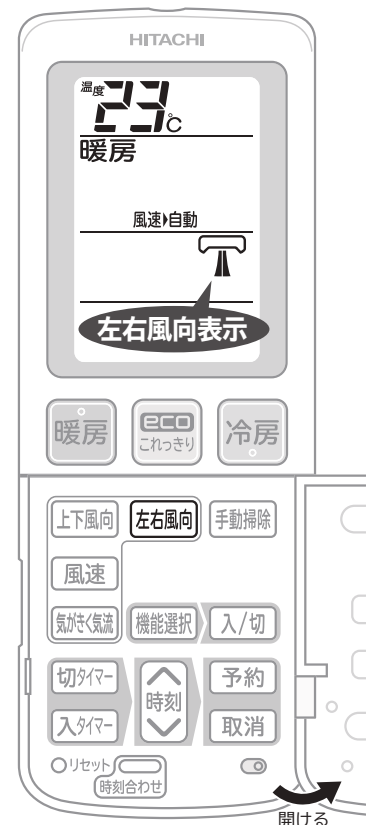 HITACHI
温度23℃
暖房
風速▶自動
左右風向表示
暖房
eco
これっきり
冷房
上下風向
左右風向
手動掃除
風速
気がきく気流
機能選択
入/切
切タイマー
時刻
予約
入タイマー
取消
リセット
時刻合わせ
開ける